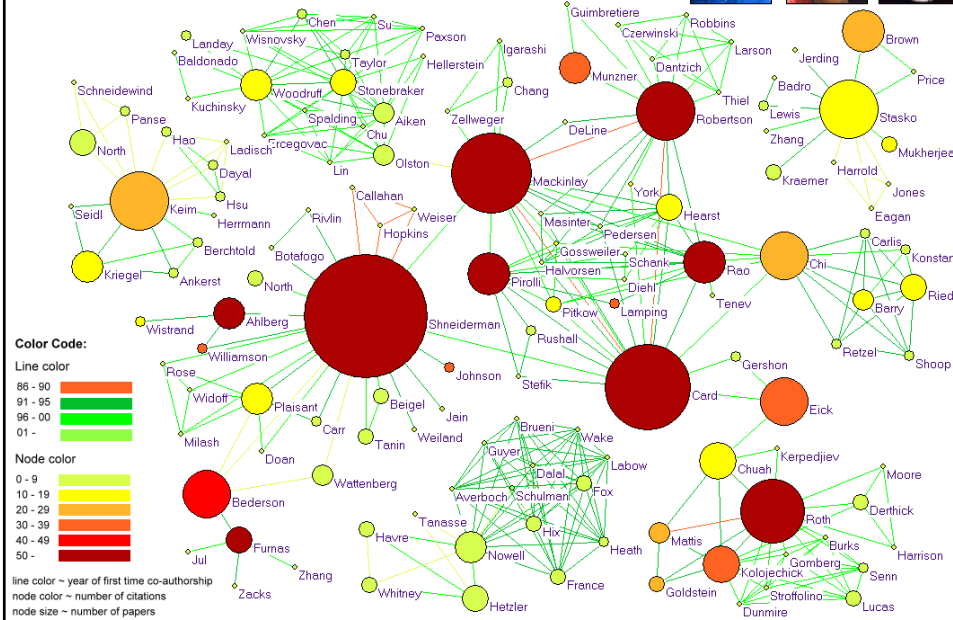 Guimbretiere
Robbins
Czerwinski
Larson
Dantzich
Thiel
Munzner
Robertson
Brown
Jerding
Price
Badro
Lewis
Stasko
Zhang
Mukherjea
Kraemer
Harrold
Jones
Eagan
Chen
Su
Paxson
Landay
Wisnovsky
Baldonado
Taylor
Hellerstein
Woodruff
Stonebraker
Kuchinsky
Spalding
Aiken
Chu
Ercegovac
Lin
Olston
Igarashi
Chang
Zellweger
DeLine
Mackinlay
Schneidewind
Panse
North
Hao
Ladisch
Dayal
Keim
Hsu
Seidl
Herrmann
Berchtold
Kriegel
Ankerst
York
Hearst
Masinter
Pedersen
Gossweiler
Schank
Halvorsen
Rao
Pirolli
Diehl
Pitkow
Lamping
Tenev
Rushall
Stefik
Card
Chi
Carlis
Konstan
Ried
Barry
Retzel
Shoop
Callahan
Rivlin
Weiser
Hopkins
Botafogo
North
Shneiderman
Ahlberg
Wistrand
Williamson
Johnson
Rose
Widoff
Plaisant
Beigel
Jain
Milash
Carr
Weiland
Tanin
Doan
Wattenberg
Bederson
Furnas
Jul
Zhang
Zacks
Gershon
Eick
Chuah
Kerpedjiev
Moore
Roth
Derthick
Mattis
Burks
Harrison
Kolojechick
Gomberg
Senn
Goldstein
Stroffolino
Lucas
Dunmire
Brueni
Wake
Guyer
Labow
Dalal
Averboch
Schulman
Fox
Tanasse
Hix
Havre
Nowell
Heath
Whitney
France
Hetzler
Color Code:
Line color
86 - 90
91 - 95
96 - 00
01 -
Node color
0 - 9
10 - 19
20 - 29
30 - 39
40 - 49
50 -
line color ~ year of first time co-authorship
node color ~ number of citations
node size ~ number of papers